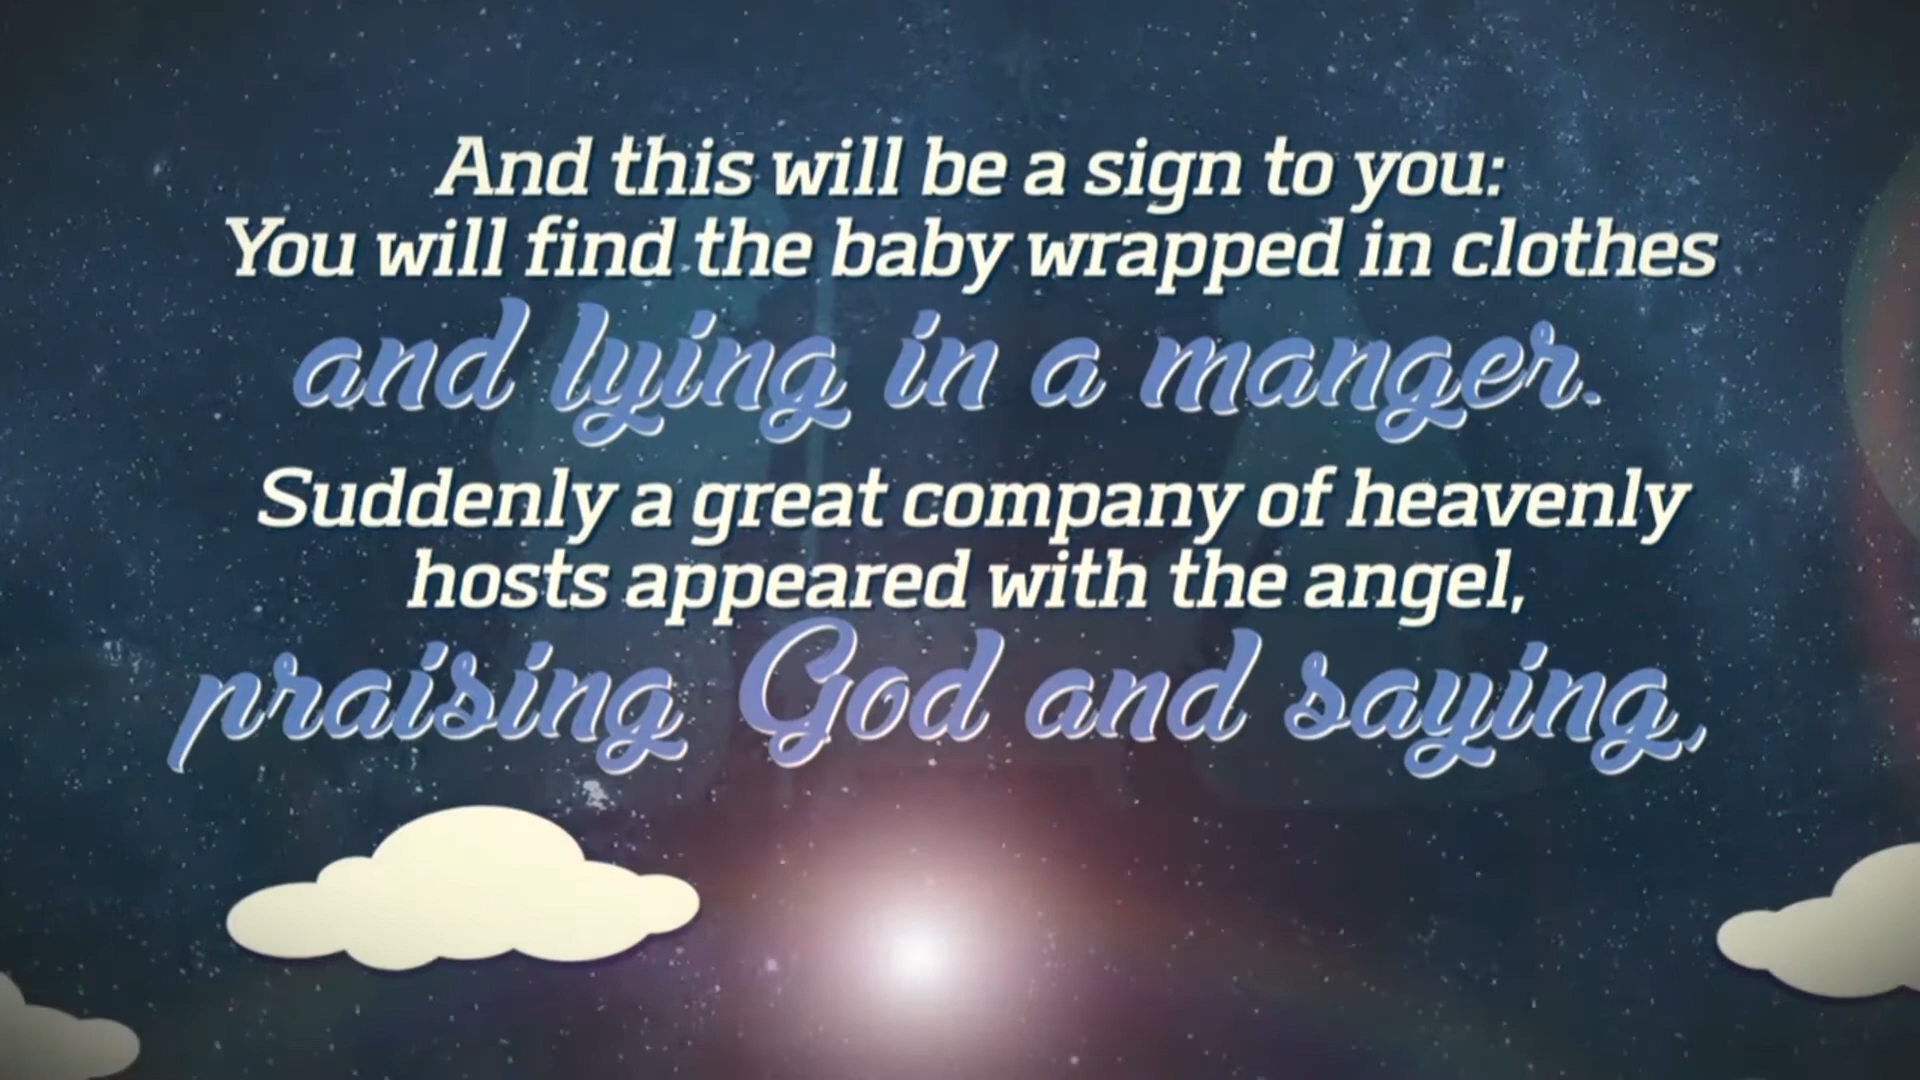 And this will be a sign to you:
You will find the baby wrapped in clothes
and lying in a manger.
Suddenly a great company of heavenly
hosts appeared with the angel,
praising God and saying,